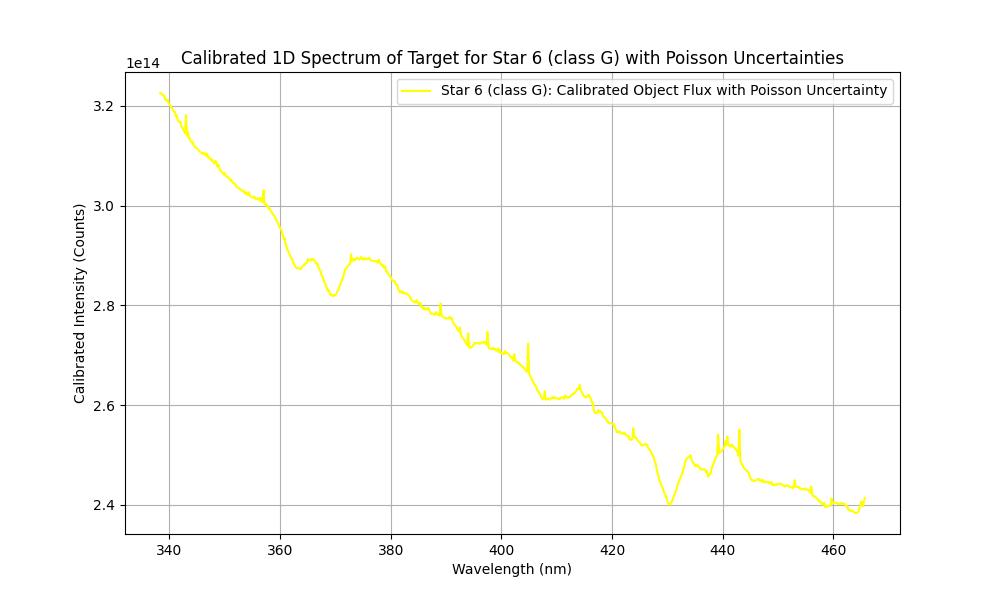 Calibrated 1D Spectrum of Target for Star 6 (class G) with Poisson Uncertainties
1e14
Star 6 (class G): Calibrated Object Flux with Poisson Uncertainty
3.2
3.0
2.8
2.6
2.4
Calibrated Intensity (Counts)
340 360 380 400 420 440 460
Wavelength (nm)